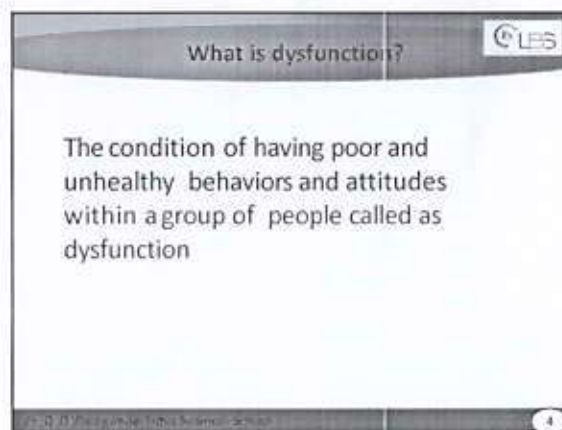 What is dysfunction?
LBS
The condition of having poor and
unhealthy behaviors and attitudes
within a group of people called as
dysfunction
4